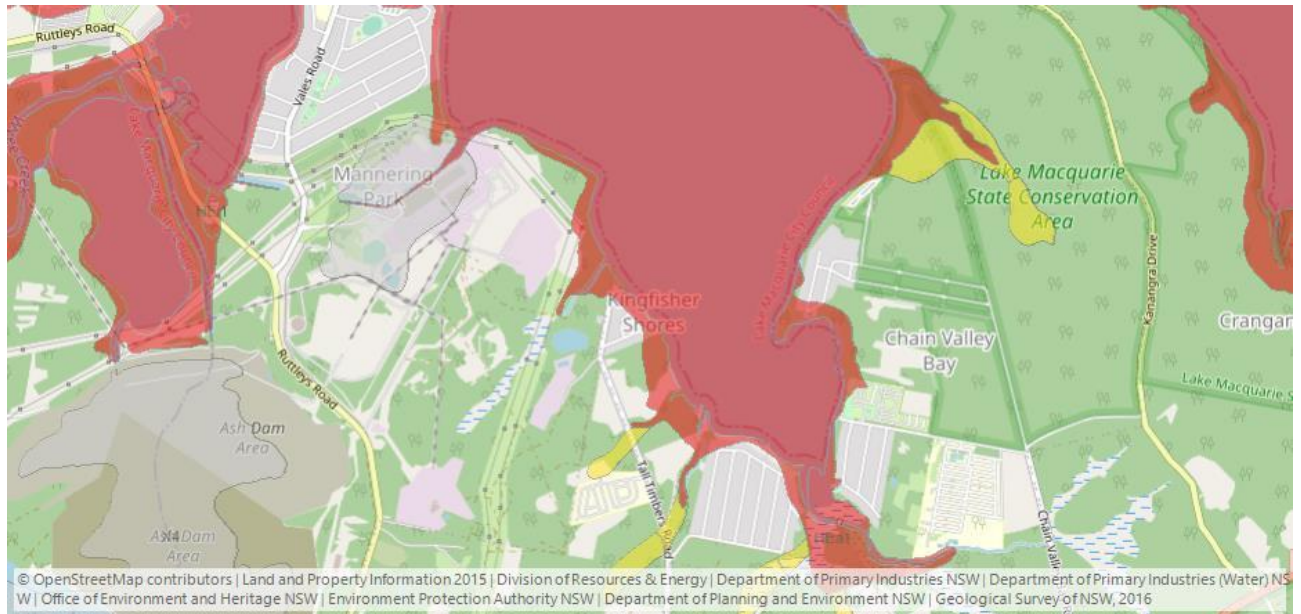 Ruttleys Road
Vales Road
Mannering
Park
Lake Macquarie
State Conservation
Area
Lake Macquarie City Council
Kanangra Drive
Kingfisher
Shores
Chain Valley
Bay
Crangan
Lake Macquarie S
Ruttleys Road
Ash Dam
Area
Ash Dam
Area
Tall Timbers Road
Chain Valle
© OpenStreetMap contributors | Land and Property Information 2015 | Division of Resources & Energy | Department of Primary Industries NSW | Department of Primary Industries (Water) NS
W | Office of Environment and Heritage NSW | Environment Protection Authority NSW | Department of Planning and Environment NSW | Geological Survey of NSW, 2016